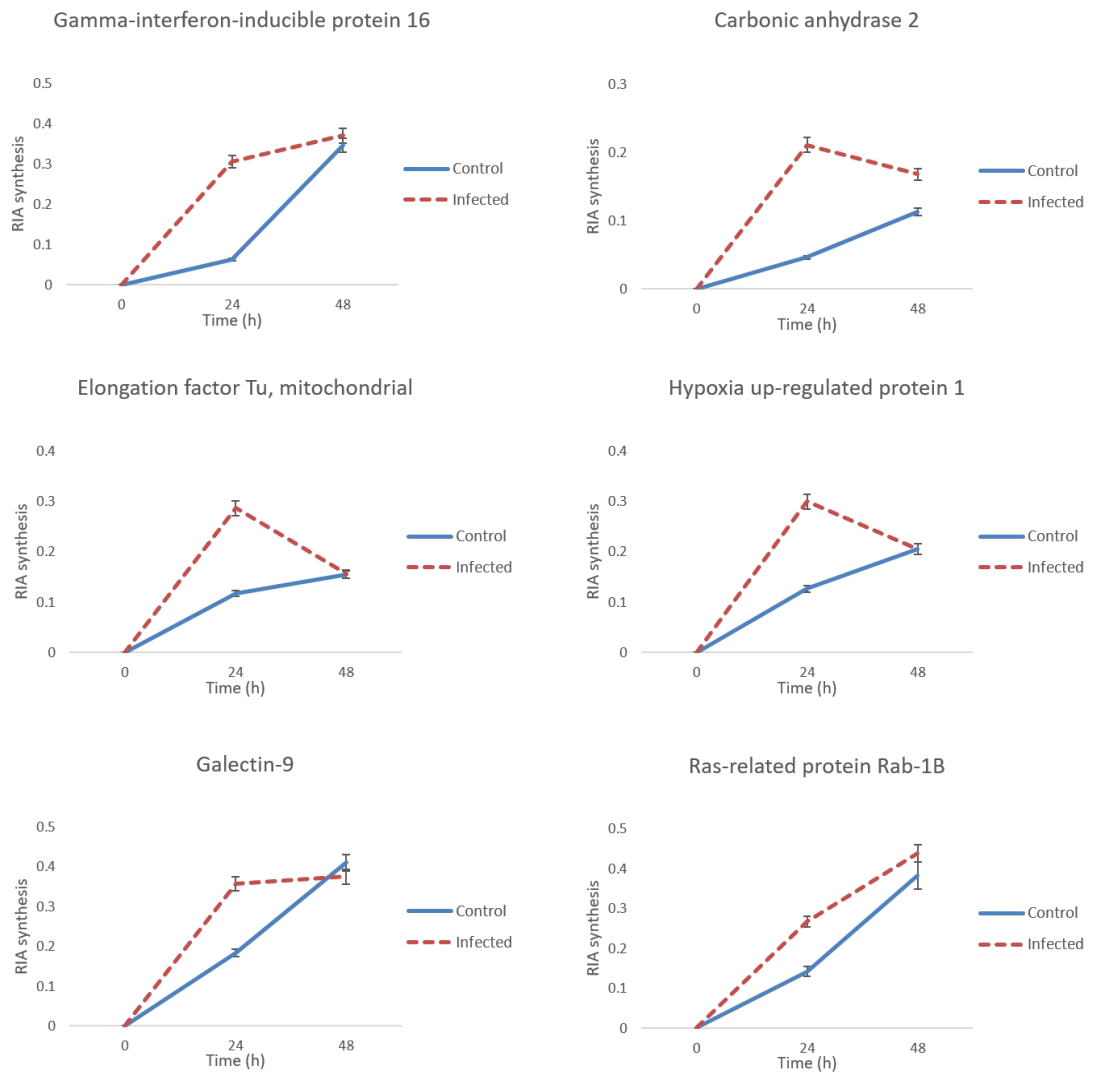 Gamma-interferon-inducible protein 16
0.5
0.4
0.3
0.2
0.1
0
RIA synthesis
0
24
48
Time (h)
Control
Infected
Carbonic anhydrase 2
0.3
0.2
0.1
0
RIA synthesis
0
24
48
Time (h)
Control
Infected
Elongation factor Tu, mitochondrial
0.4
0.3
0.2
0.1
0
RIA synthesis
0
24
48
Time (h)
Control
Infected
Hypoxia up-regulated protein 1
0.4
0.3
0.2
0.1
0
RIA synthesis
0
24
48
Time (h)
Control
Infected
Galectin-9
0.5
0.4
0.3
0.2
0.1
0
RIA synthesis
0
24
48
Time (h)
Control
Infected
Ras-related protein Rab-1B
0.5
0.4
0.3
0.2
0.1
0
RIA synthesis
0
24
48
Time (h)
Control
Infected